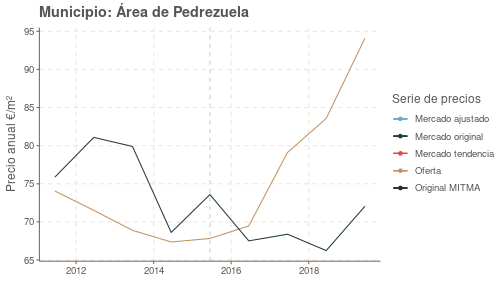 Municipio: Área de Pedrezuela
Precio anual €/m²
95
90
85
80
75
70
65
2012
2014
2016
2018
Serie de precios
Mercado ajustado
Mercado original
Mercado tendencia
Oferta
Original MITMA